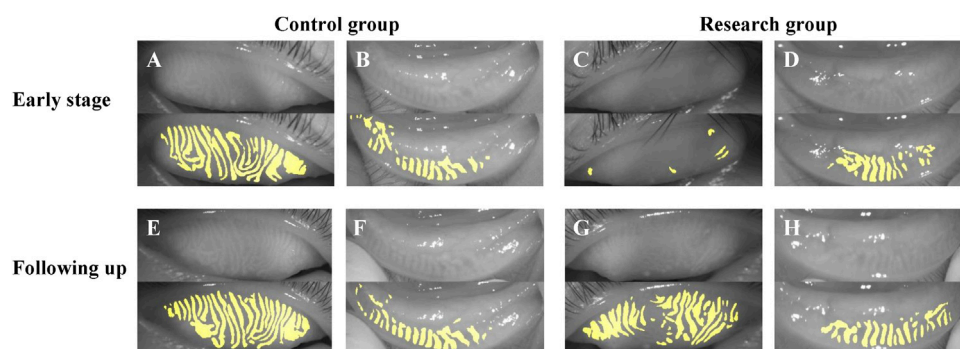 Control group
Research group
A
B
C
D
Early stage
E
F
G
H
Following up